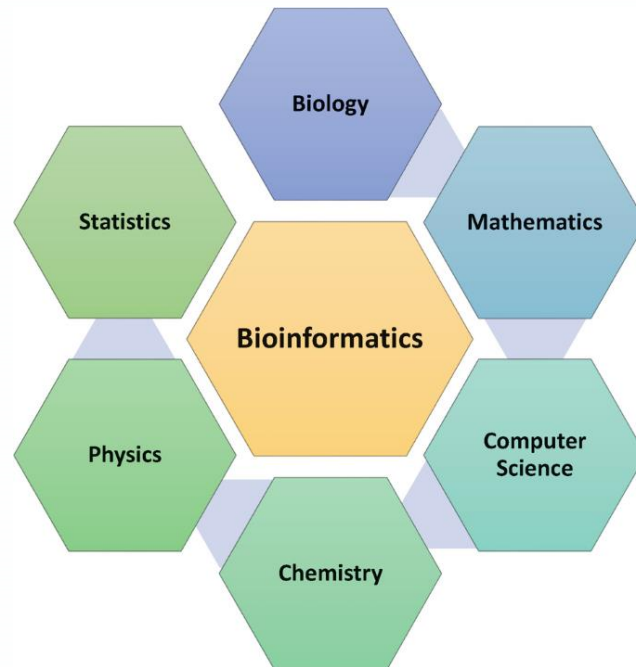 Biology
Statistics
Mathematics
Bioinformatics
Physics
Computer
Science
Chemistry